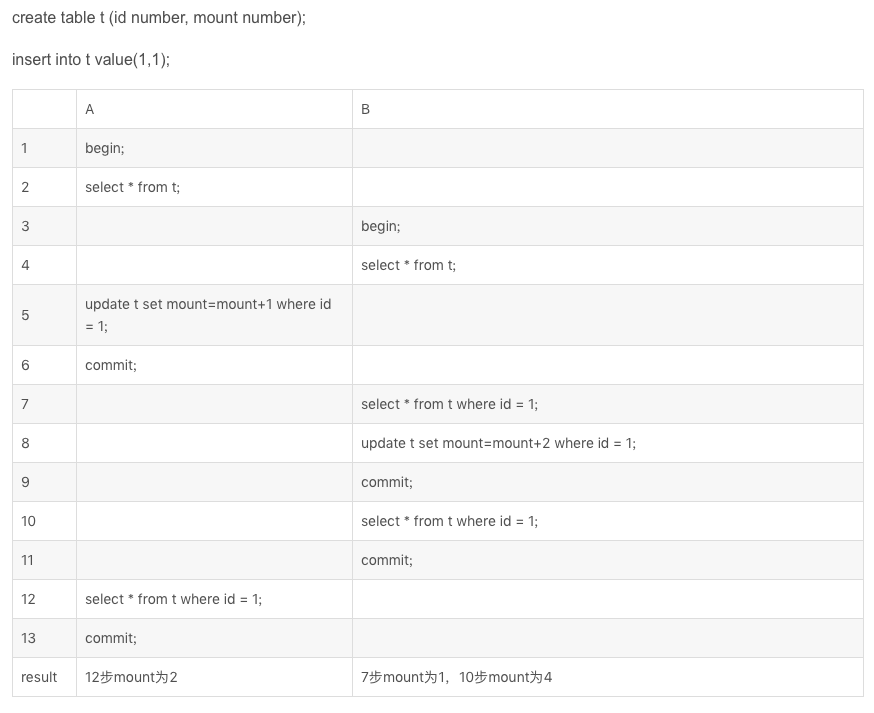 create table t (id number, mount number);
insert into t value(1,1);
A B
1 begin;
2 select * from t;
3 begin;
4 select * from t;
5 update t set mount=mount+1 where id
= 1;
6 commit;
7 select * from t where id = 1;
8 update t set mount=mount+2 where id = 1;
9 commit;
10 select * from t where id = 1;
11 commit;
12 select * from t where id = 1;
13 commit;
result 12步mount为2 7步mount为1，10步mount为4